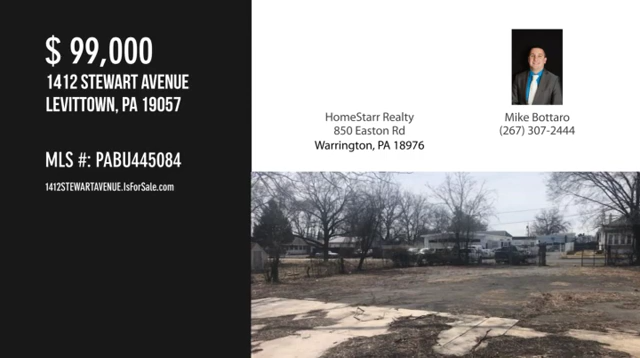 $ 99,000
1412 STEWART AVENUE
LEVITTOWN, PA 19057
MLS #: PABU445084
1412STEWARTAVENUE.IsForSale.com
HomeStarr Realty
850 Easton Rd
Warrington, PA 18976
Mike Bottaro
(267) 307-2444